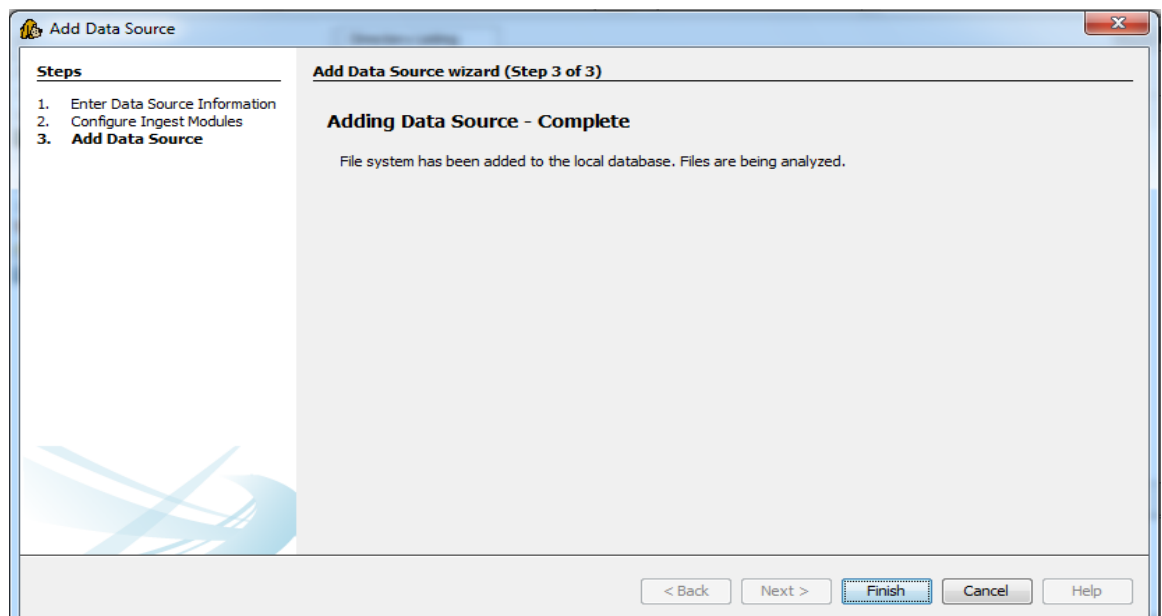 Add Data Source
Steps
1. Enter Data Source Information
2. Configure Ingest Modules
3. Add Data Source
Add Data Source wizard (Step 3 of 3)
Adding Data Source - Complete
File system has been added to the local database. Files are being analyzed.
< Back
Next >
Finish
Cancel
Help